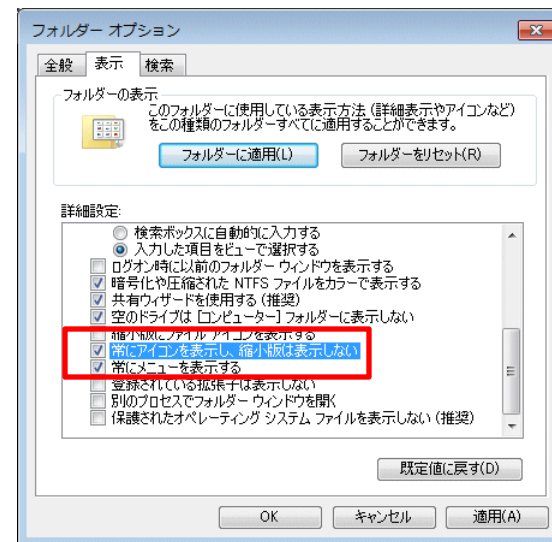 フォルダー オプション
全般 表示 検索
フォルダーの表示
このフォルダーに使用している表示方法 (詳細表示やアイコンなど)
をこの種類のフォルダーすべてに適用することができます。
フォルダーに適用(L) フォルダーをリセット(R)
詳細設定:
検索ボックスに自動的に入力する
入力した項目をビューで選択する
ログオン時に以前のフォルダー ウィンドウを表示する
暗号化や圧縮された NTFS ファイルをカラーで表示する
共有ウィザードを使用する (推奨)
空のドライブは [コンピューター] フォルダーに表示しない
縮小版にファイル アイコンを表示する
常にアイコンを表示し、縮小版は表示しない
常にメニューを表示する
登録されている拡張子は表示しない
別のプロセスでフォルダー ウィンドウを開く
保護されたオペレーティング システム ファイルを表示しない (推奨)
既定値に戻す(D)
OK キャンセル 適用(A)